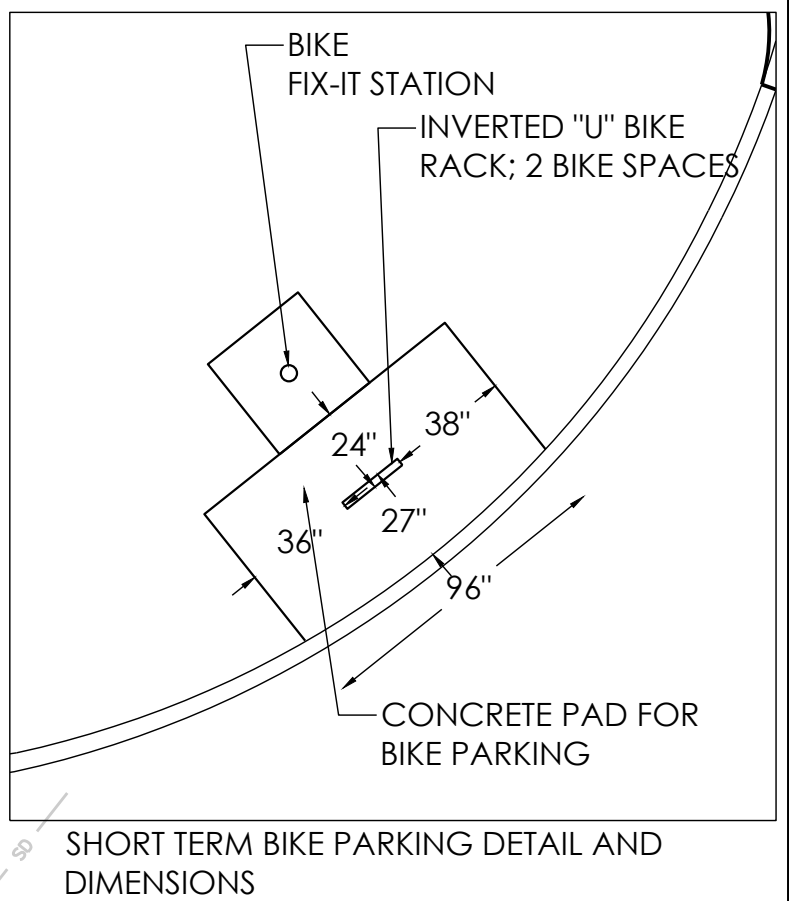 BIKE
FIX-IT STATION
INVERTED "U" BIKE
RACK; 2 BIKE SPACES
24"
38"
27"
36"
96"
CONCRETE PAD FOR
BIKE PARKING
SD
SHORT TERM BIKE PARKING DETAIL AND
DIMENSIONS